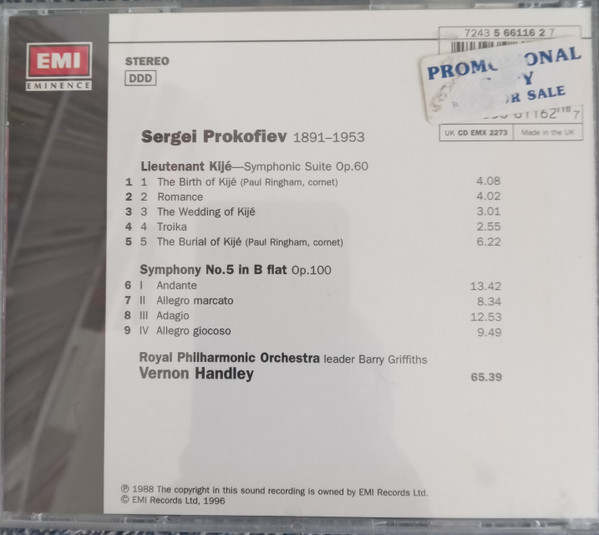 EMI
EMINENCE
STEREO
DDD
7243 5 66116 2 7
PROM ONAL
Y
R SALE
UK CD EMX 2273 Made in the UK
Sergei Prokofiev 1891–1953
Lieutenant Kijé—Symphonic Suite Op.60
1 1 The Birth of Kijé (Paul Ringham, cornet) 4.08
2 2 Romance 4.02
3 3 The Wedding of Kijé 3.01
4 4 Troika 2.55
5 5 The Burial of Kijé (Paul Ringham, cornet) 6.22
Symphony No.5 in B flat Op.100
6 I Andante 13.42
7 II Allegro marcato 8.34
8 III Adagio 12.53
9 IV Allegro giocoso 9.49
Royal Philharmonic Orchestra leader Barry Griffiths
Vernon Handley 65.39
℗ 1988 The copyright in this sound recording is owned by EMI Records Ltd.
© EMI Records Ltd, 1996